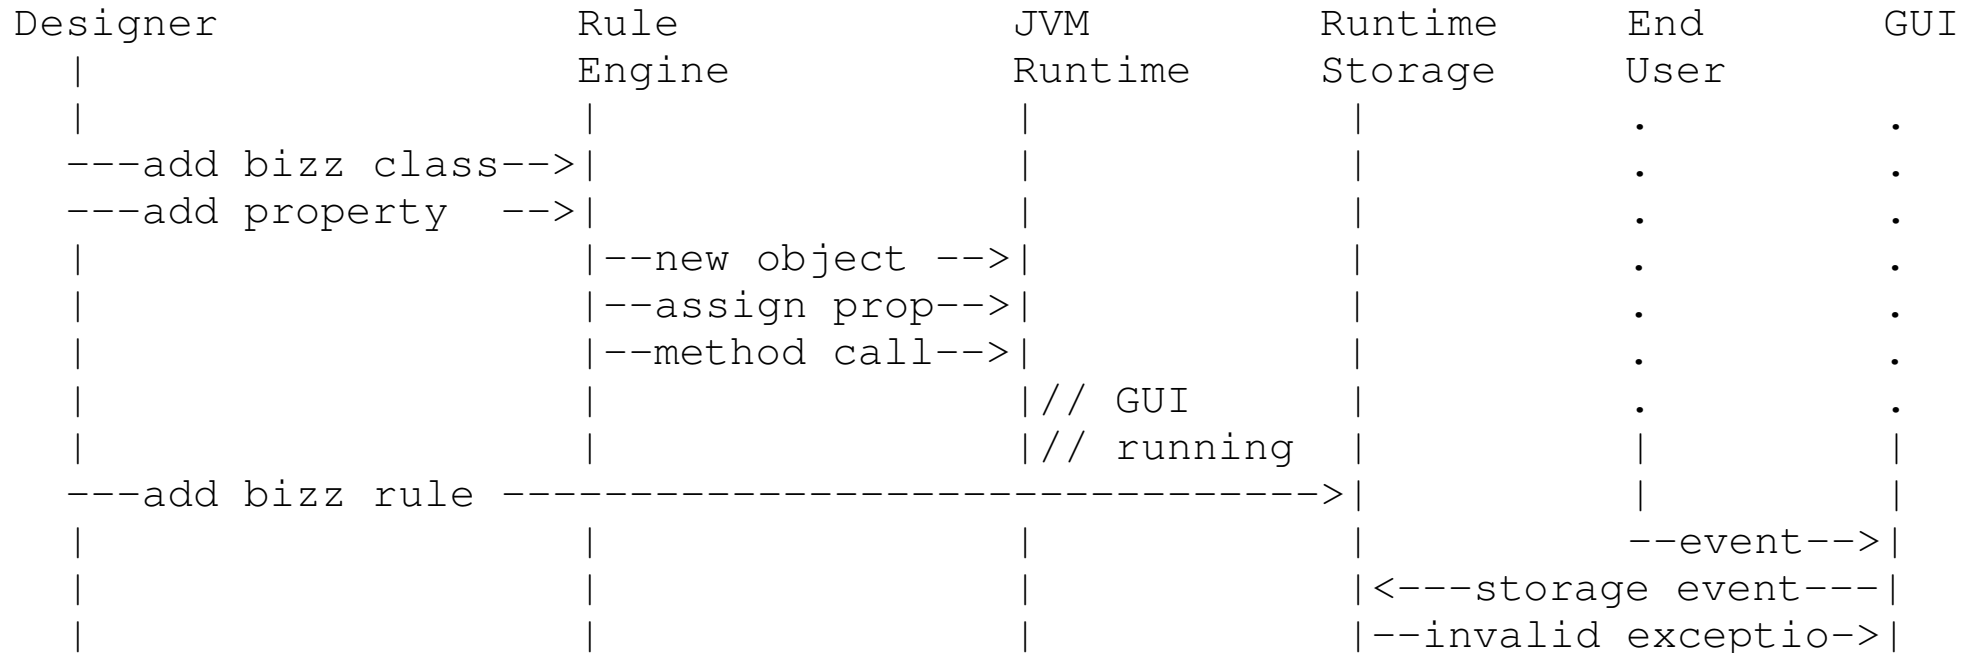 Designer              Rule             JVM         Runtime     End       GUI
  |                   Engine           Runtime     Storage     User
  |                   |                |            |          .         .
  ---add bizz class-->|                |            |          .         .
  ---add property  -->|                |            |          .         .
  |                   |--new object -->|            |          .         .
  |                   |--assign prop-->|            |          .         .
  |                   |--method call-->|            |          .         .
  |                   |                |// GUI      |          .         .
  |                   |                |// running  |          |         |
  ---add bizz rule -------------------------------->|          |         |
  |                   |                |            |          --event-->|
  |                   |                |            |<---storage event---|
  |                   |                |            |--invalid exceptio->|